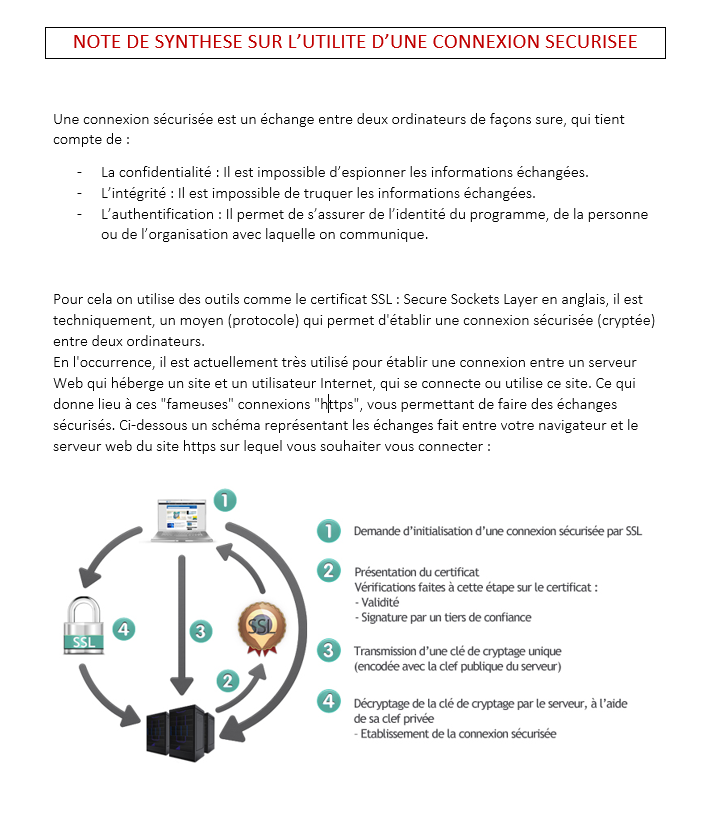 NOTE DE SYNTHESE SUR L’UTILITE D’UNE CONNEXION SECURISEE
Une connexion sécurisée est un échange entre deux ordinateurs de façons sure, qui tient
compte de :
- La confidentialité : Il est impossible d’espionner les informations échangées.
- L’intégrité : Il est impossible de truquer les informations échangées.
- L’authentification : Il permet de s’assurer de l’identité du programme, de la personne
ou de l’organisation avec laquelle on communique.
Pour cela on utilise des outils comme le certificat SSL : Secure Sockets Layer en anglais, il est
techniquement, un moyen (protocole) qui permet d'établir une connexion sécurisée (cryptée)
entre deux ordinateurs.
En l'occurrence, il est actuellement très utilisé pour établir une connexion entre un serveur
Web qui héberge un site et un utilisateur Internet, qui se connecte ou utilise ce site. Ce qui
donne lieu à ces "fameuses" connexions "https", vous permettant de faire des échanges
sécurisés. Ci-dessous un schéma représentant les échanges fait entre votre navigateur et le
serveur web du site https sur lequel vous souhaiter vous connecter :
1
SSL
4
3
SSL
2
1 Demande d’initialisation d’une connexion sécurisée par SSL
2 Présentation du certificat
Vérifications faites à cette étape sur le certificat :
- Validité
- Signature par un tiers de confiance
3 Transmission d’une clé de cryptage unique
(encodée avec la clef publique du serveur)
4 Décryptage de la clé de cryptage par le serveur, à l’aide
de sa clef privée
- Etablissement de la connexion sécurisée